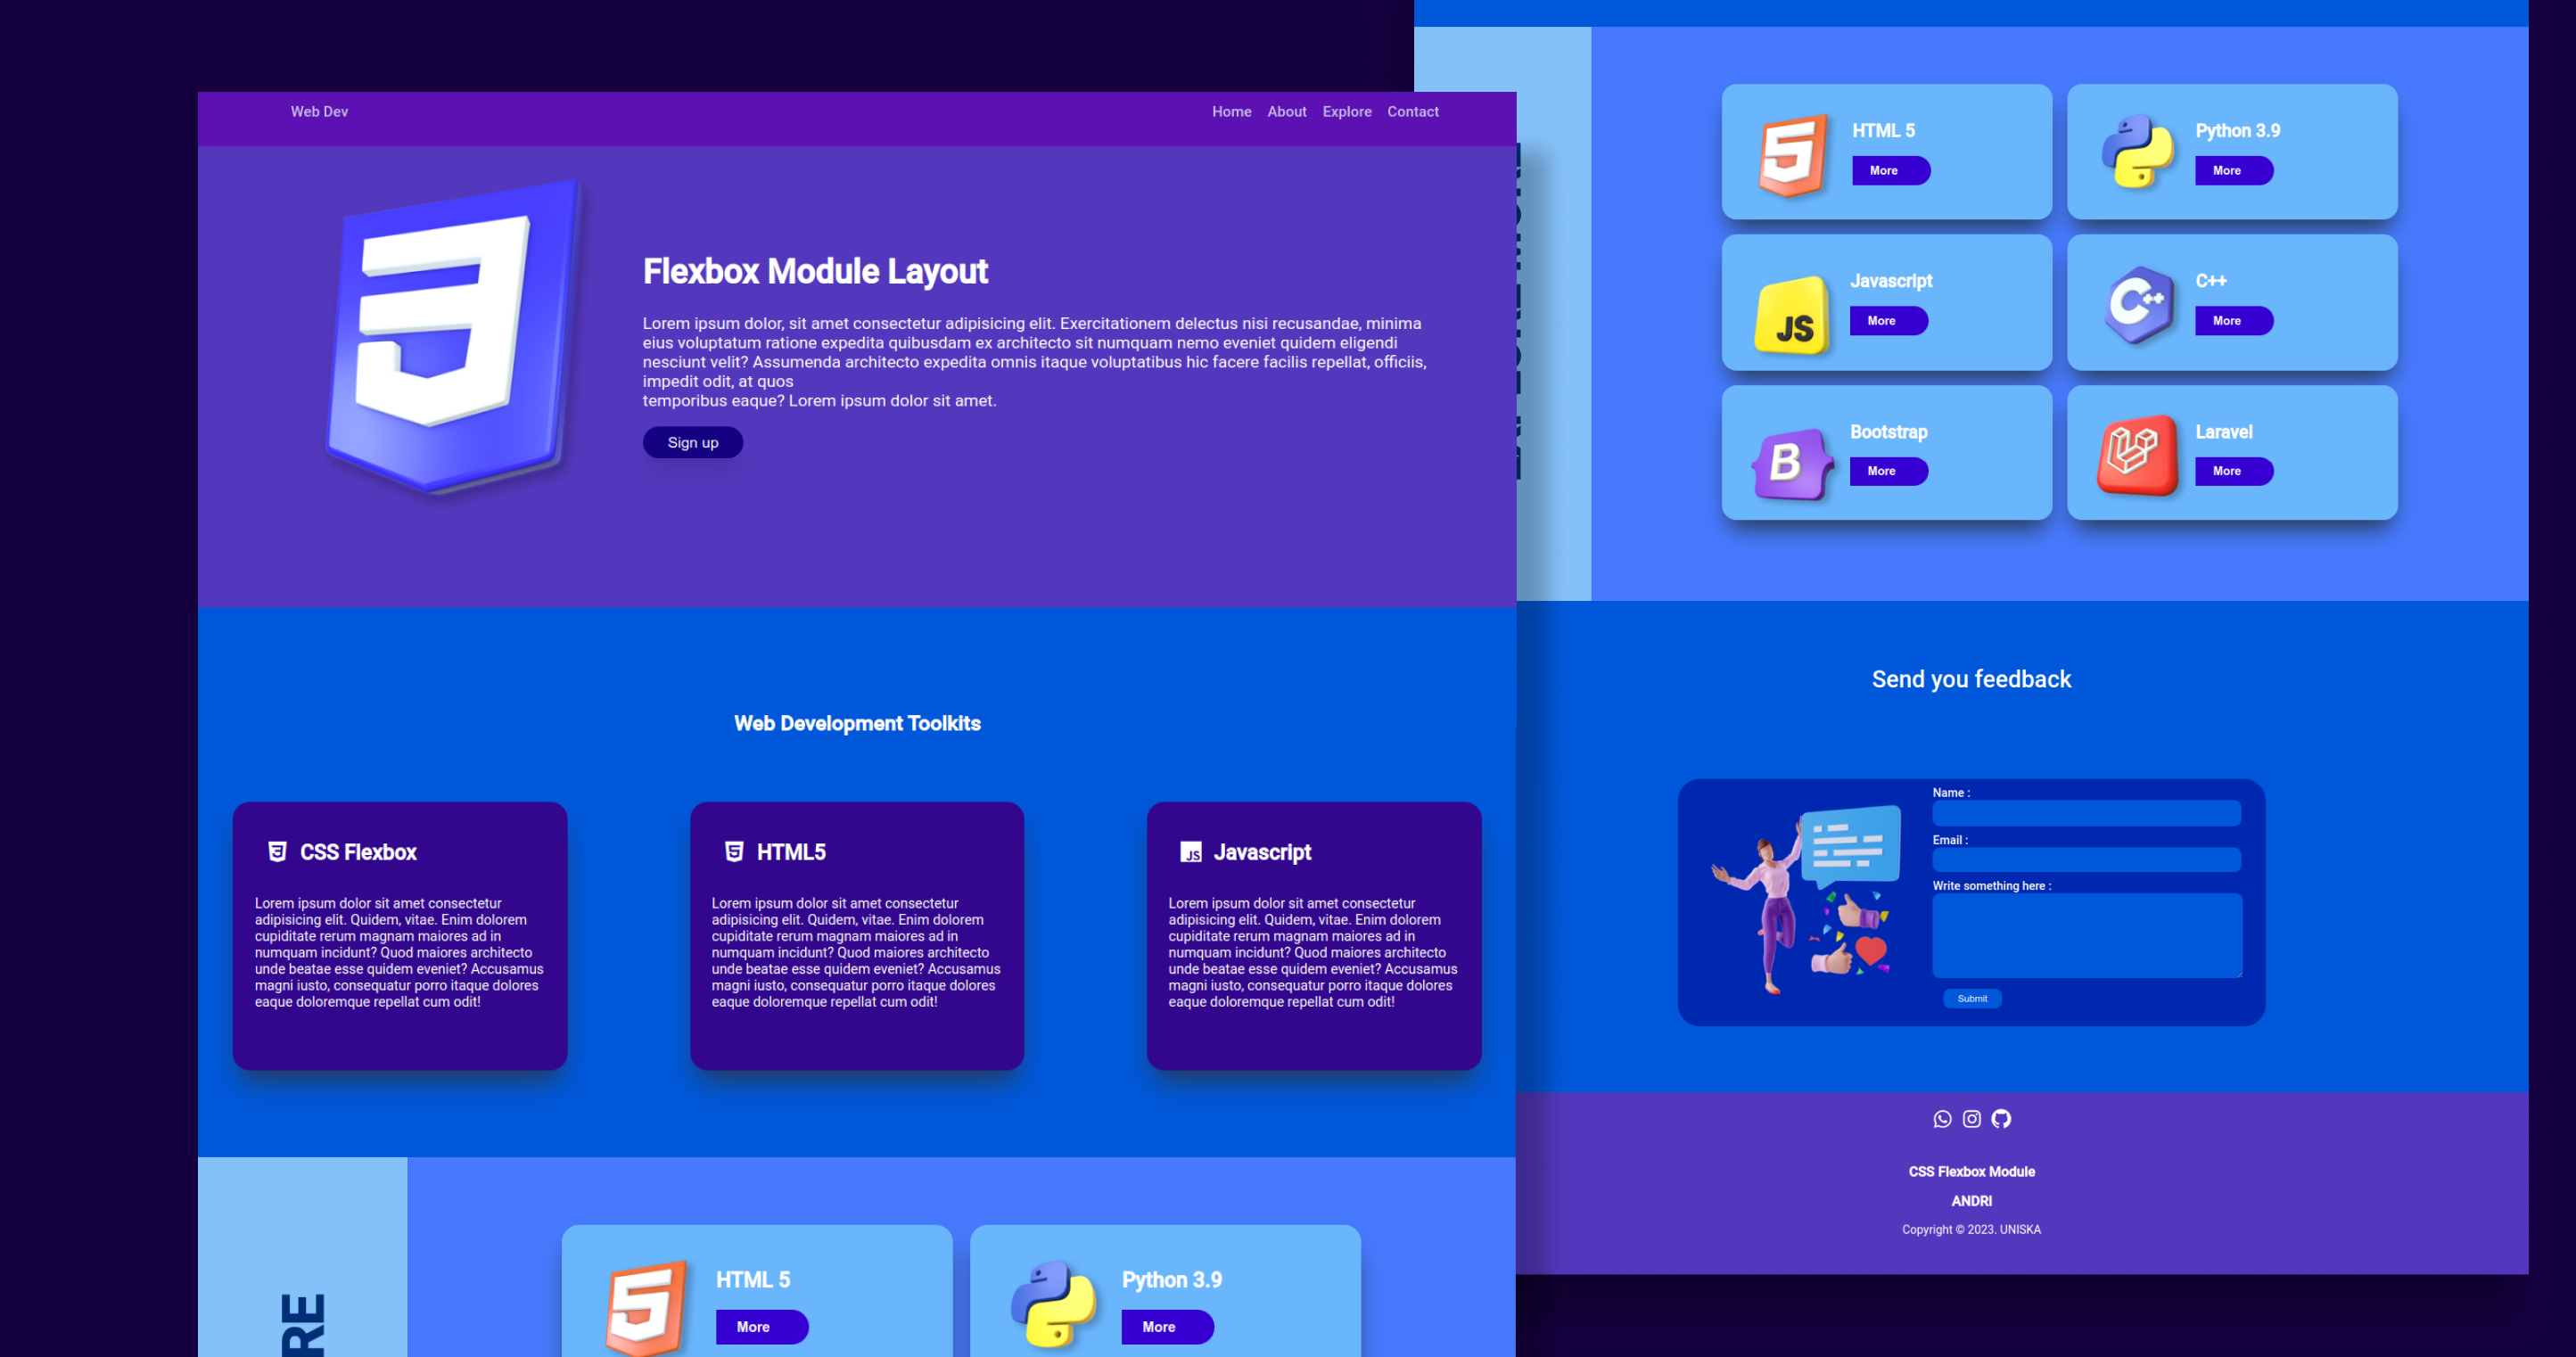 Web Dev
Home About Explore Contact
Flexbox Module Layout
Lorem ipsum dolor, sit amet consectetur adipisicing elit. Exercitationem delectus nisi recusandae, minima
eius voluptatum ratione expedita quibusdam ex architecto sit numquam nemo eveniet quidem eligendi
nesciunt velit? Assumenda architecto expedita omnis itaque voluptatibus hic facere facilis repellat, officiis,
impedit odit, at quos
temporibus eaque? Lorem ipsum dolor sit amet.
Sign up
Web Development Toolkits
CSS Flexbox
Lorem ipsum dolor sit amet consectetur
adipisicing elit. Quidem, vitae. Enim dolorem
cupiditate rerum magnam maiores ad in
numquam incidunt? Quod maiores architecto
unde beatae esse quidem eveniet? Accusamus
magni iusto, consequatur porro itaque dolores
eaque doloremque repellat cum odit!
HTML5
Lorem ipsum dolor sit amet consectetur
adipisicing elit. Quidem, vitae. Enim dolorem
cupiditate rerum magnam maiores ad in
numquam incidunt? Quod maiores architecto
unde beatae esse quidem eveniet? Accusamus
magni iusto, consequatur porro itaque dolores
eaque doloremque repellat cum odit!
JS Javascript
Lorem ipsum dolor sit amet consectetur
adipisicing elit. Quidem, vitae. Enim dolorem
cupiditate rerum magnam maiores ad in
numquam incidunt? Quod maiores architecto
unde beatae esse quidem eveniet? Accusamus
magni iusto, consequatur porro itaque dolores
eaque doloremque repellat cum odit!
RE
5
HTML 5
More
Python 3.9
More
5
HTML 5
More
Python 3.9
More
JS
Javascript
More
C++
C++
More
B
Bootstrap
More
Laravel
More
Send you feedback
Name :
Email :
Write something here :
Submit
CSS Flexbox Module
ANDRI
Copyright © 2023. UNISKA